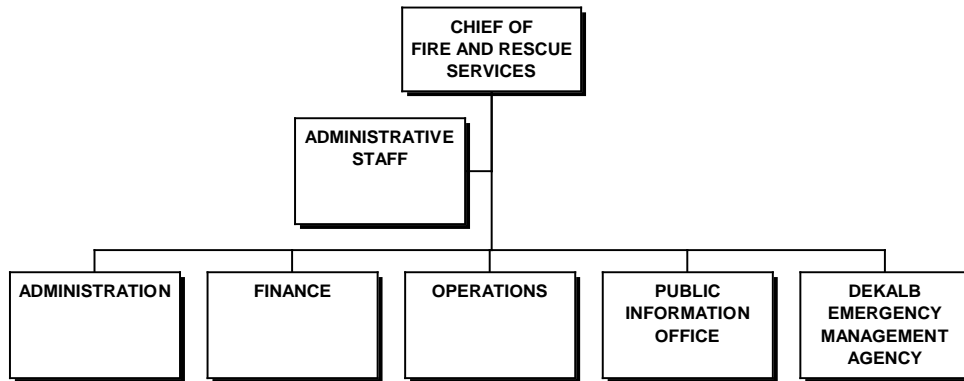 CHIEF OF
FIRE AND RESCUE
SERVICES
ADMINISTRATIVE
STAFF
ADMINISTRATION
FINANCE
OPERATIONS
PUBLIC
INFORMATION
OFFICE
DEKALB
EMERGENCY
MANAGEMENT
AGENCY